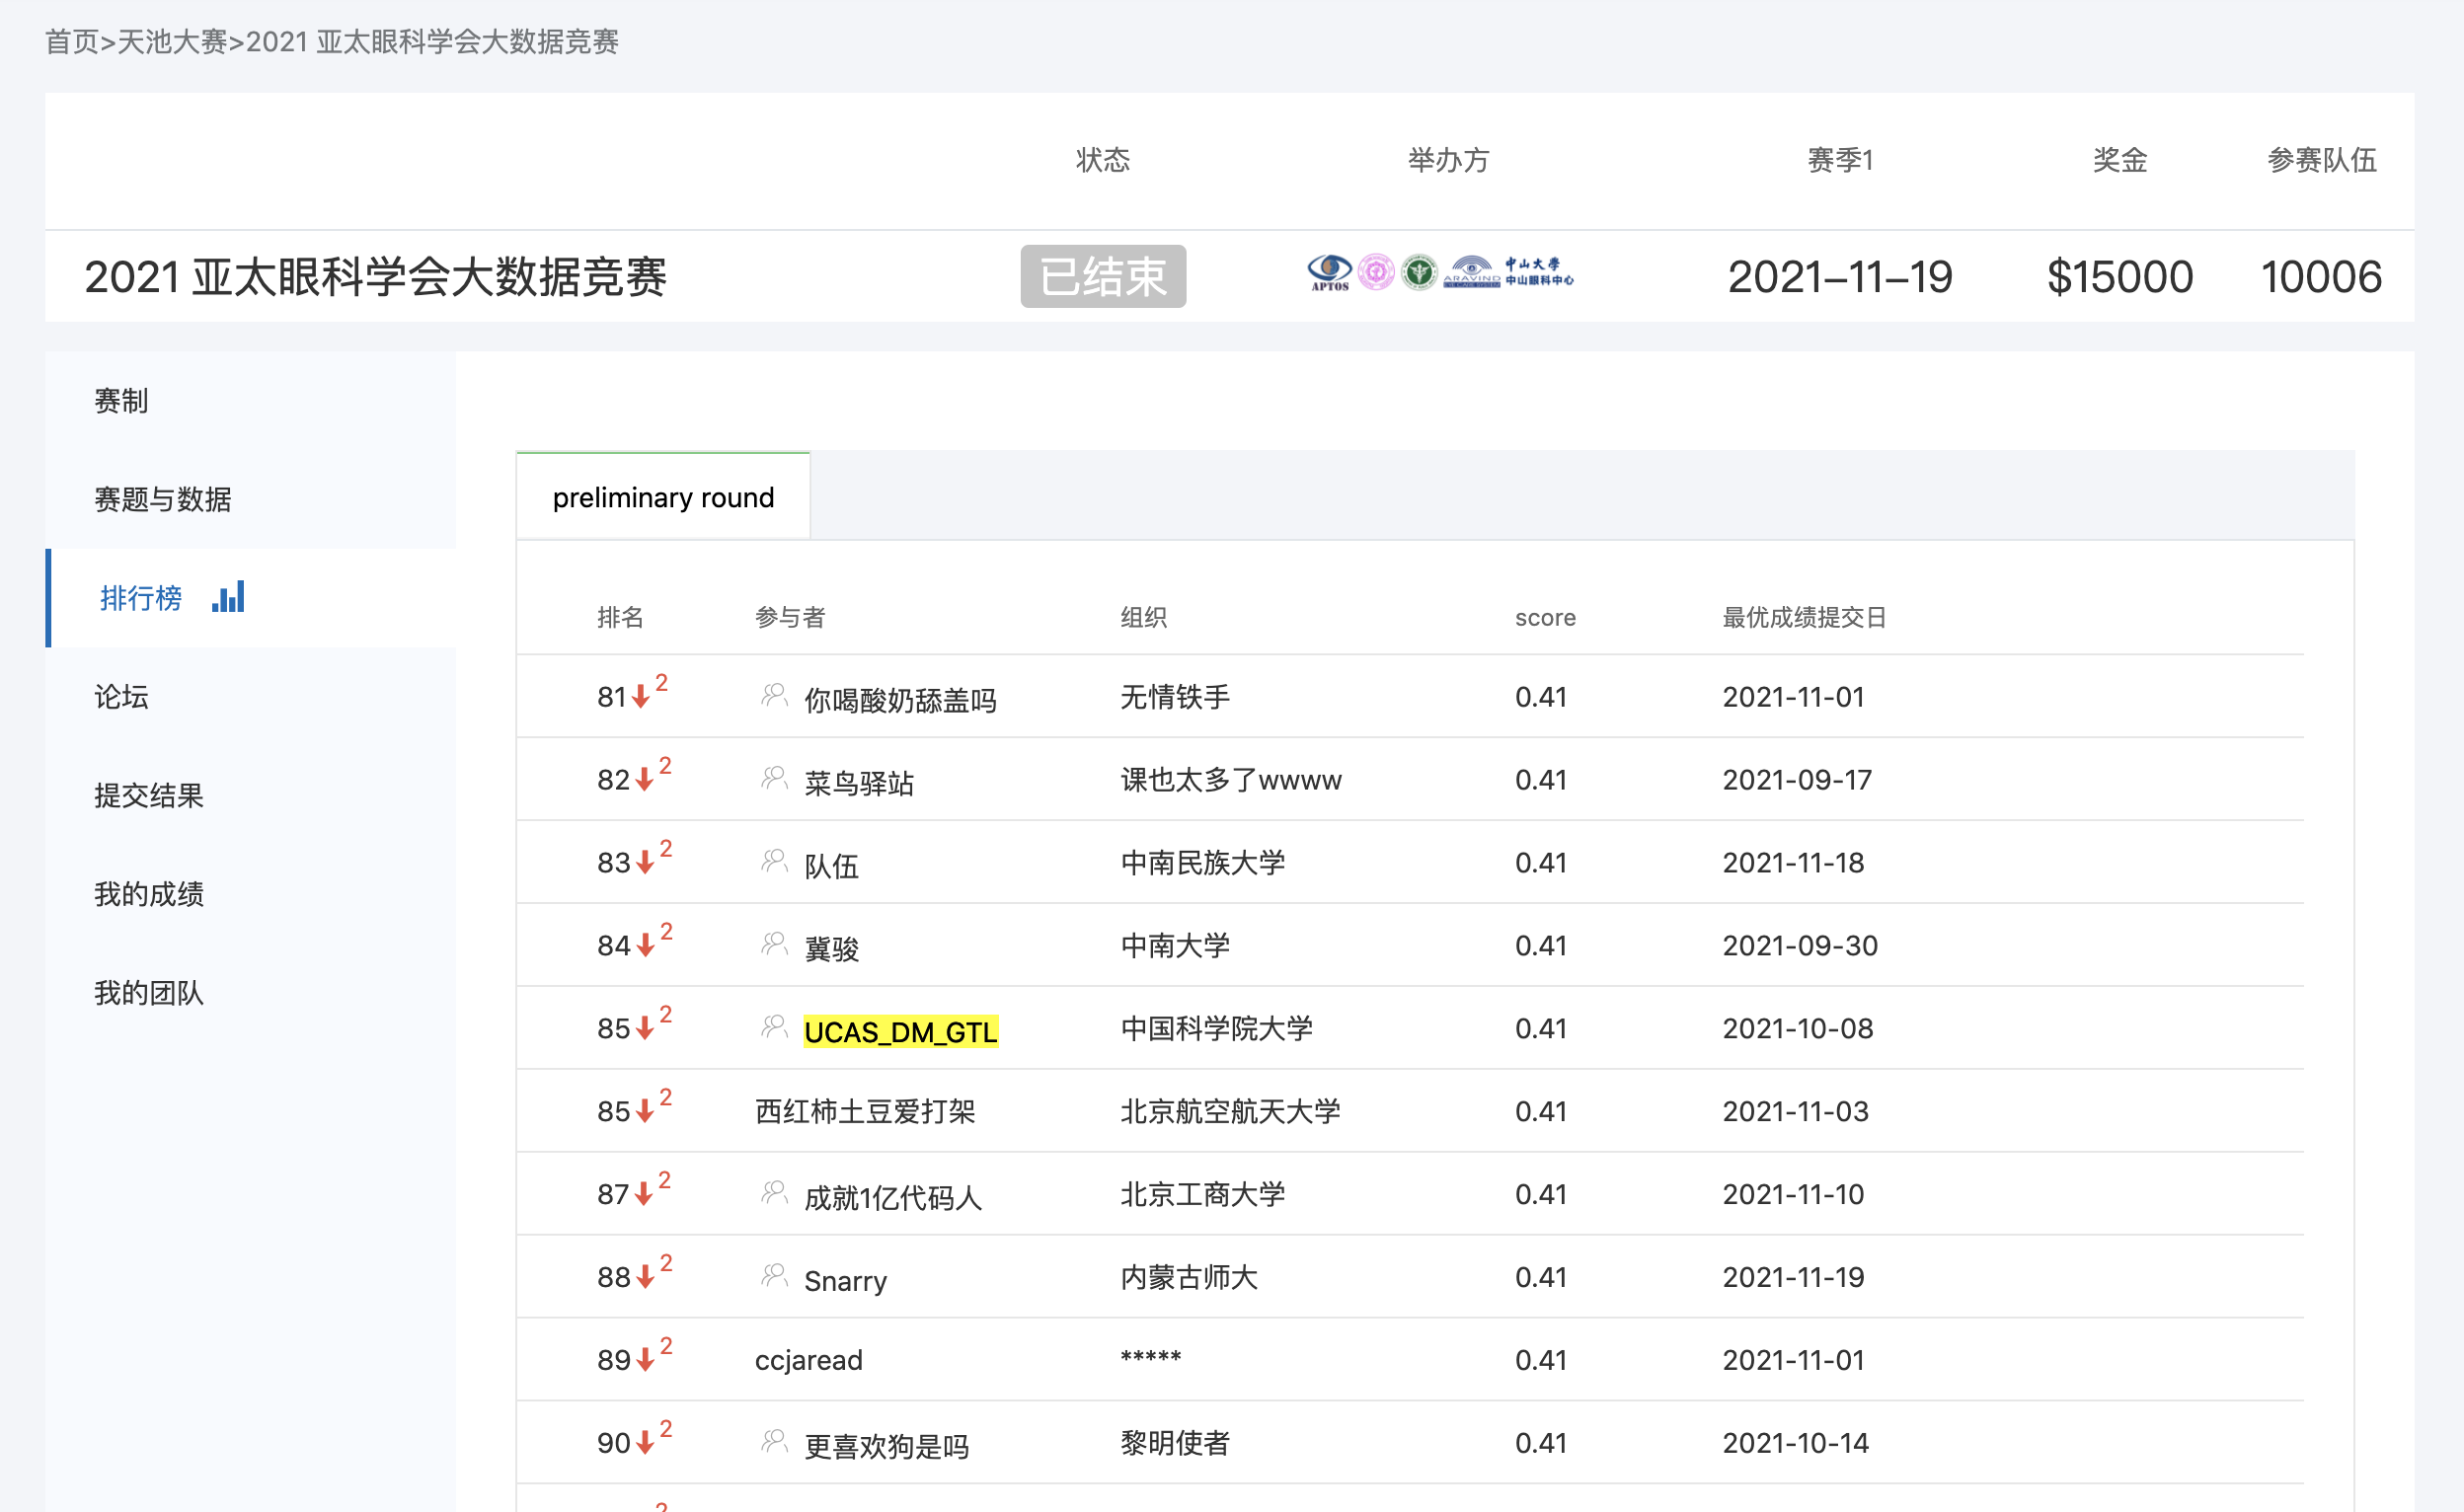 首页>天池大赛>2021 亚太眼科学会大数据竞赛
状态 举办方 赛季1 奖金 参赛队伍
2021 亚太眼科学会大数据竞赛 已结束 APTOS ARAVIND EYE CARE SYSTEM 中山大學 中山眼科中心 2021–11–19 $15000 10006
赛制
赛题与数据
排行榜
论坛
提交结果
我的成绩
我的团队
preliminary round
排名 参与者 组织 score 最优成绩提交日
81 2 你喝酸奶舔盖吗 无情铁手 0.41 2021-11-01
82 2 菜鸟驿站 课也太多了wwww 0.41 2021-09-17
83 2 队伍 中南民族大学 0.41 2021-11-18
84 2 冀骏 中南大学 0.41 2021-09-30
85 2 UCAS_DM_GTL 中国科学院大学 0.41 2021-10-08
85 2 西红柿土豆爱打架 北京航空航天大学 0.41 2021-11-03
87 2 成就1亿代码人 北京工商大学 0.41 2021-11-10
88 2 Snarry 内蒙古师大 0.41 2021-11-19
89 2 ccjaread ***** 0.41 2021-11-01
90 2 更喜欢狗是吗 黎明使者 0.41 2021-10-14